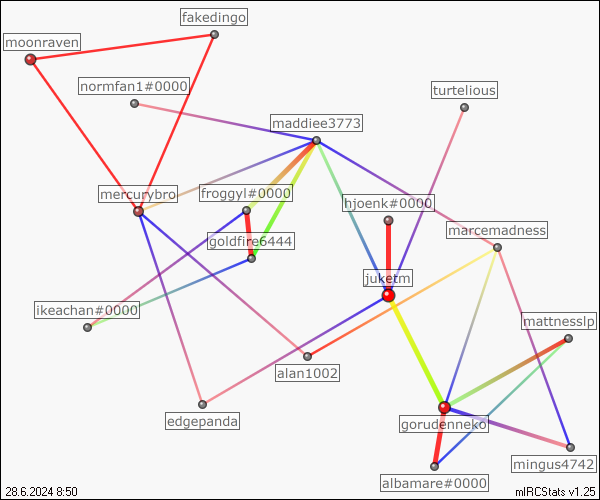 fakedingo
moonraven
normfan1#0000
turtelious
maddiee3773
mercurybro
froggyl#0000
hjoenk#0000
marcemadness
goldfire6444
juketm
ikeachan#0000
mattnesslp
alan1002
edgepanda
gorudenneko
mingus4742
albamare#0000
28.6.2024 8:50
mIRCStats v1.25